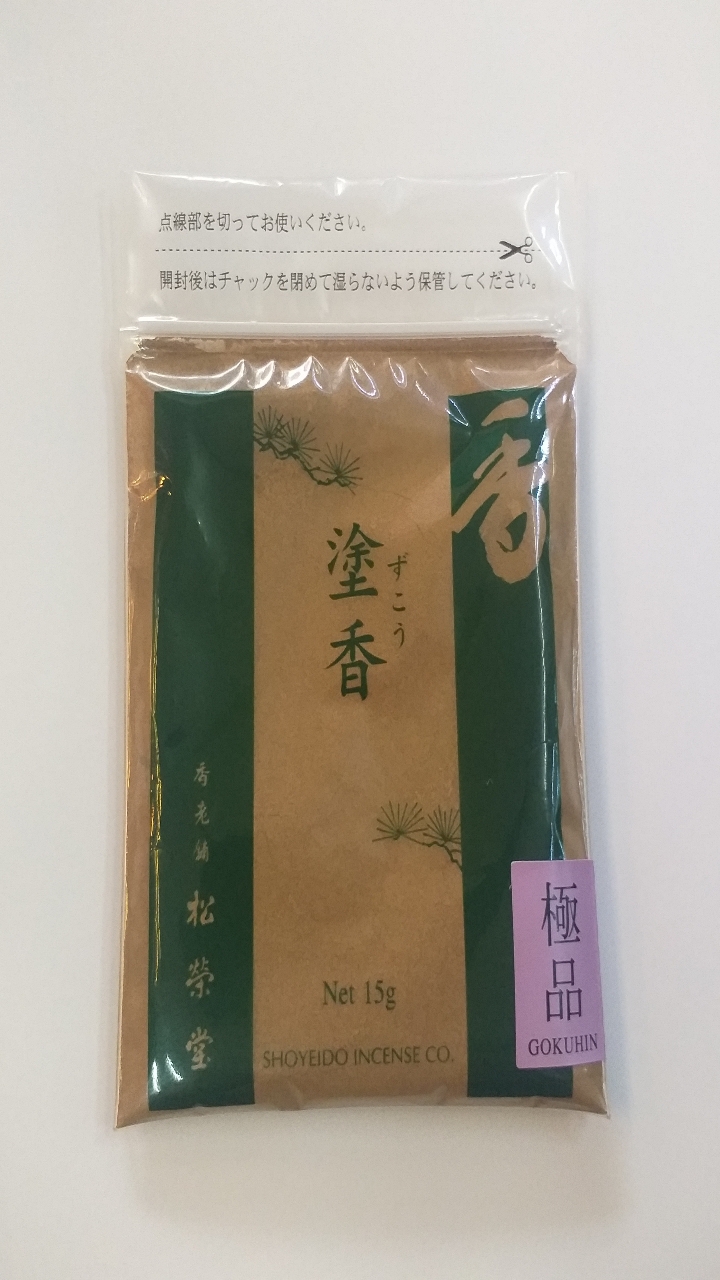 点線部を切ってお使いください。
開封後はチャックを閉めて湿らないよう保管してください。
香
塗香
ずこう
香老舗
松榮堂
極品
GOKUHIN
Net 15g
SHOYEIDO INCENSE CO.